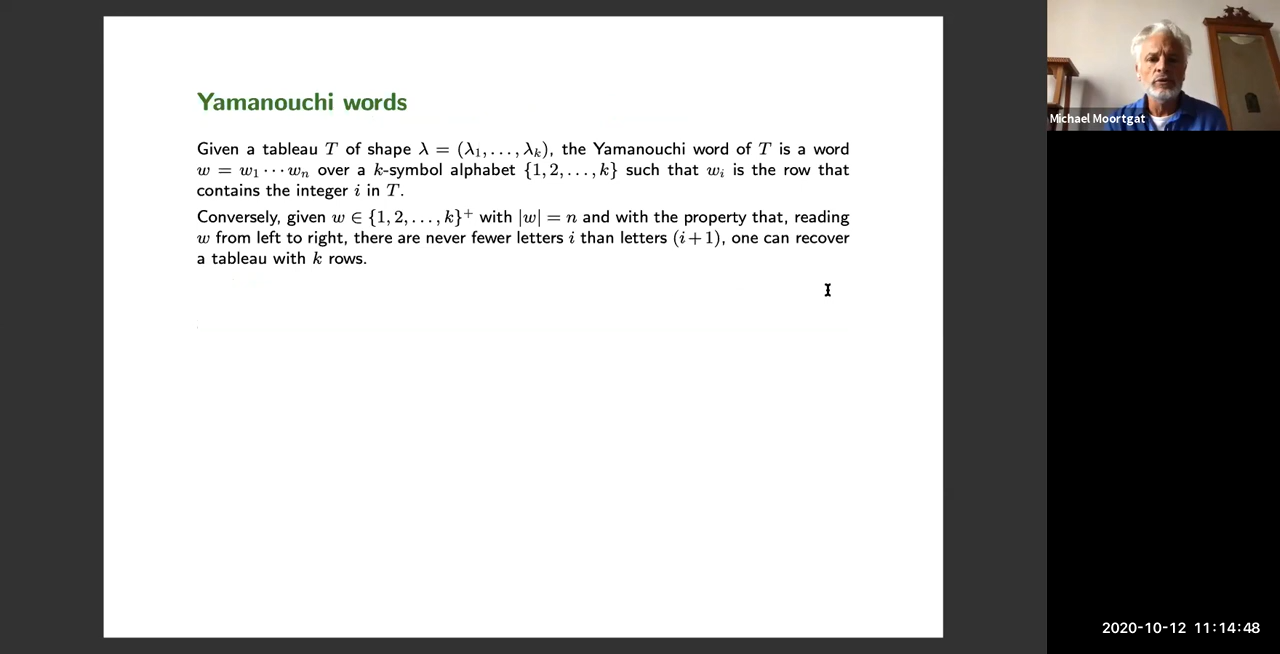 Yamanouchi words
Given a tableau T of shape λ = (λ₁, . . . , λₖ), the Yamanouchi word of T is a word
w = w₁ · · · wₙ over a k-symbol alphabet {1, 2, . . . , k} such that wᵢ is the row that
contains the integer i in T.
Conversely, given w ∈ {1, 2, . . . , k}⁺ with |w| = n and with the property that, reading
w from left to right, there are never fewer letters i than letters (i + 1), one can recover
a tableau with k rows.
Michael Moortgat
2020-10-12 11:14:48